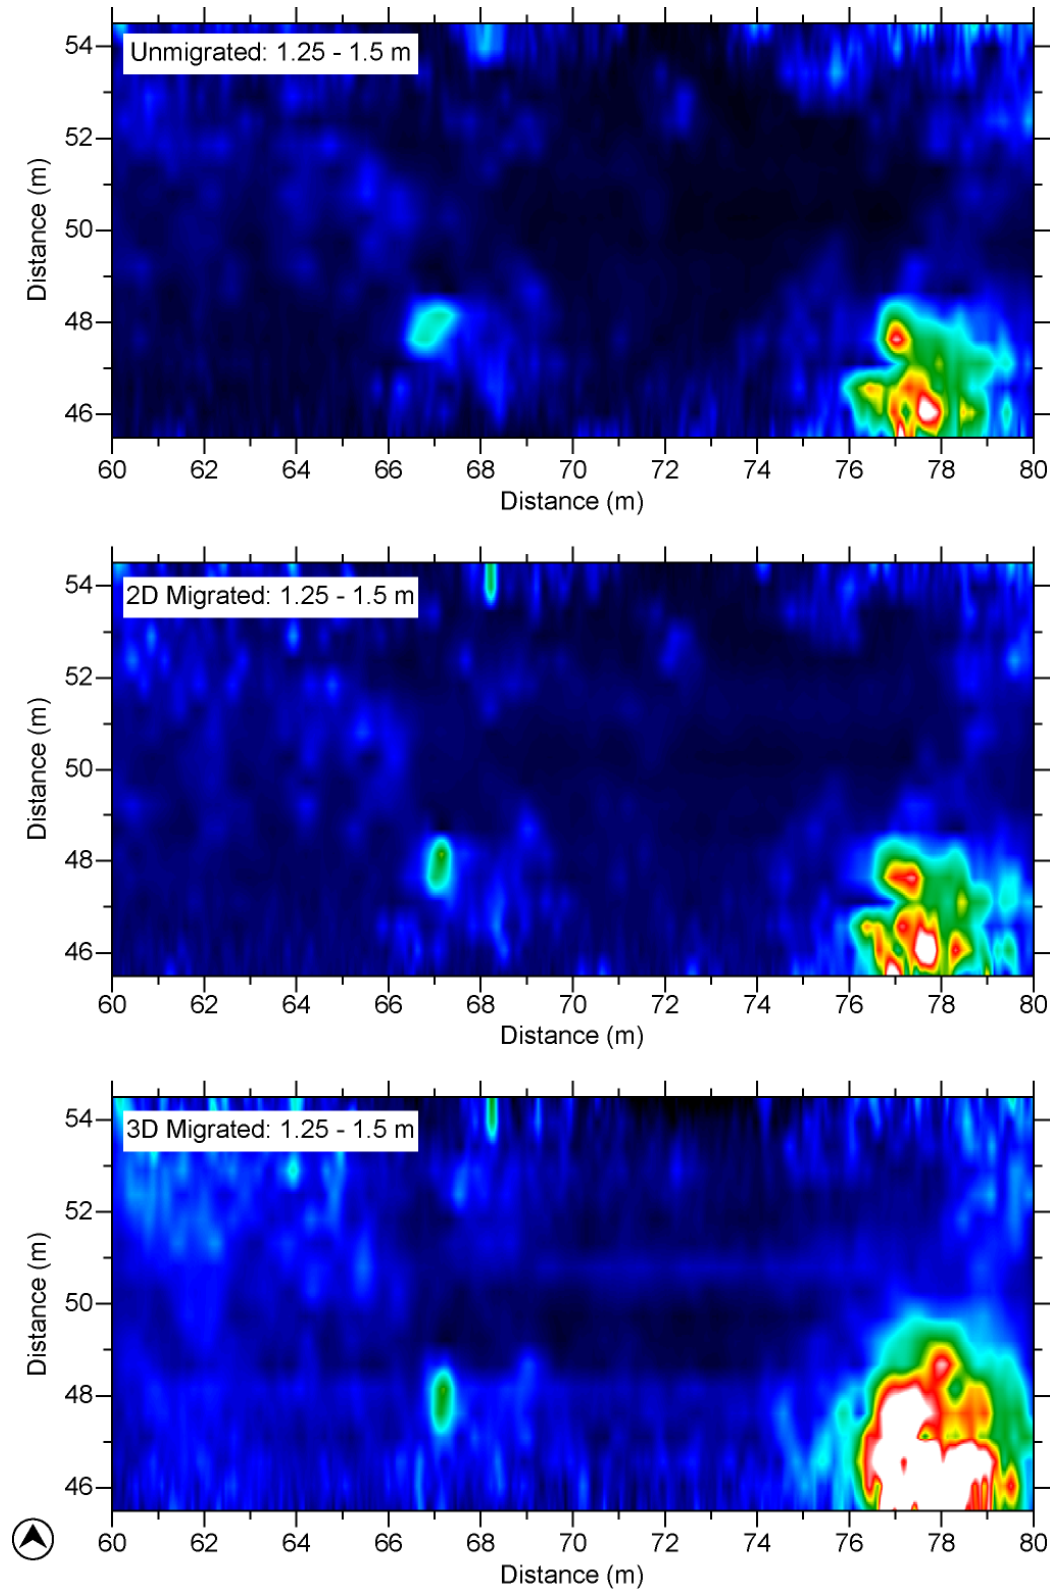 Unmigrated: 1.25 - 1.5 m
54
52
50
48
46
Distance (m)
60 62 64 66 68 70 72 74 76 78 80
Distance (m)
2D Migrated: 1.25 - 1.5 m
54
52
50
48
46
Distance (m)
60 62 64 66 68 70 72 74 76 78 80
Distance (m)
3D Migrated: 1.25 - 1.5 m
54
52
50
48
46
Distance (m)
60 62 64 66 68 70 72 74 76 78 80
Distance (m)